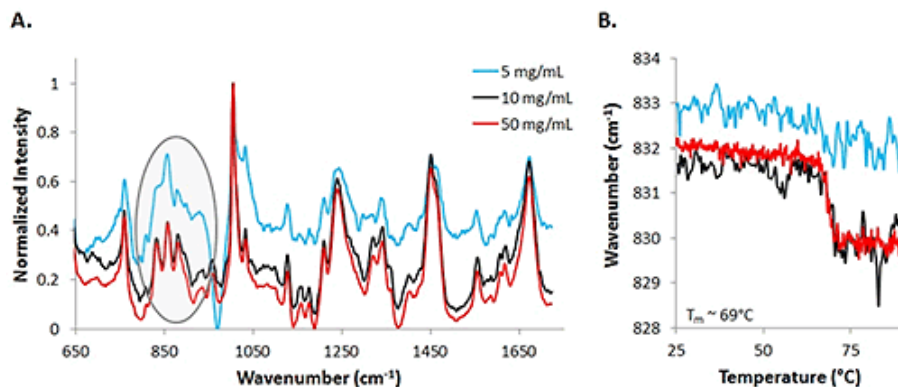 A.
Normalized Intensity
1
0.8
0.6
0.4
0.2
0
650
850
1050
1250
1450
1650
Wavenumber (cm⁻¹)
5 mg/mL
10 mg/mL
50 mg/mL
B.
Wavenumber (cm⁻¹)
834
833
832
831
830
829
828
Tₘ ~ 69°C
25
50
75
Temperature (°C)